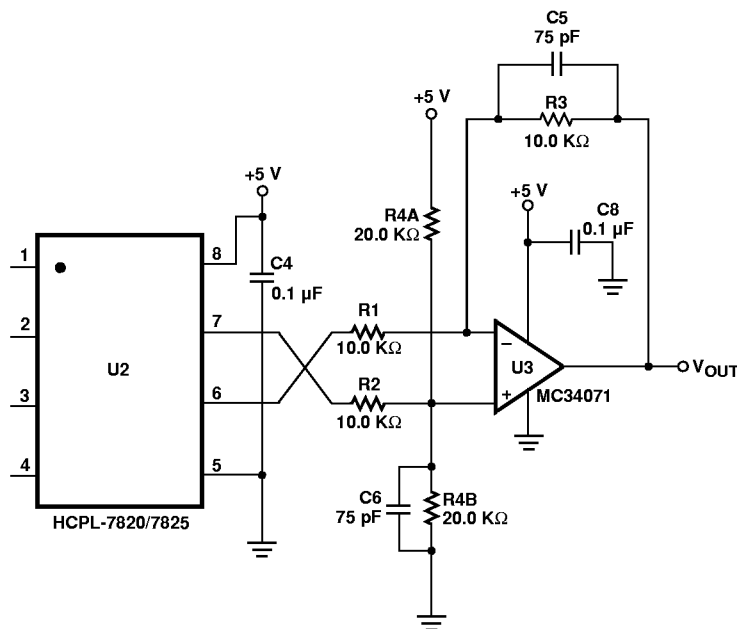 C5
75 pF
+5 V
R3
10.0 KΩ
+5 V
+5 V
R4A
20.0 KΩ
C8
0.1 µF
1
8
C4
0.1 µF
R1
10.0 KΩ
2
7
U2
R2
10.0 KΩ
−
U3
+
MC34071
VOUT
3
6
4
5
C6
75 pF
R4B
20.0 KΩ
HCPL-7820/7825